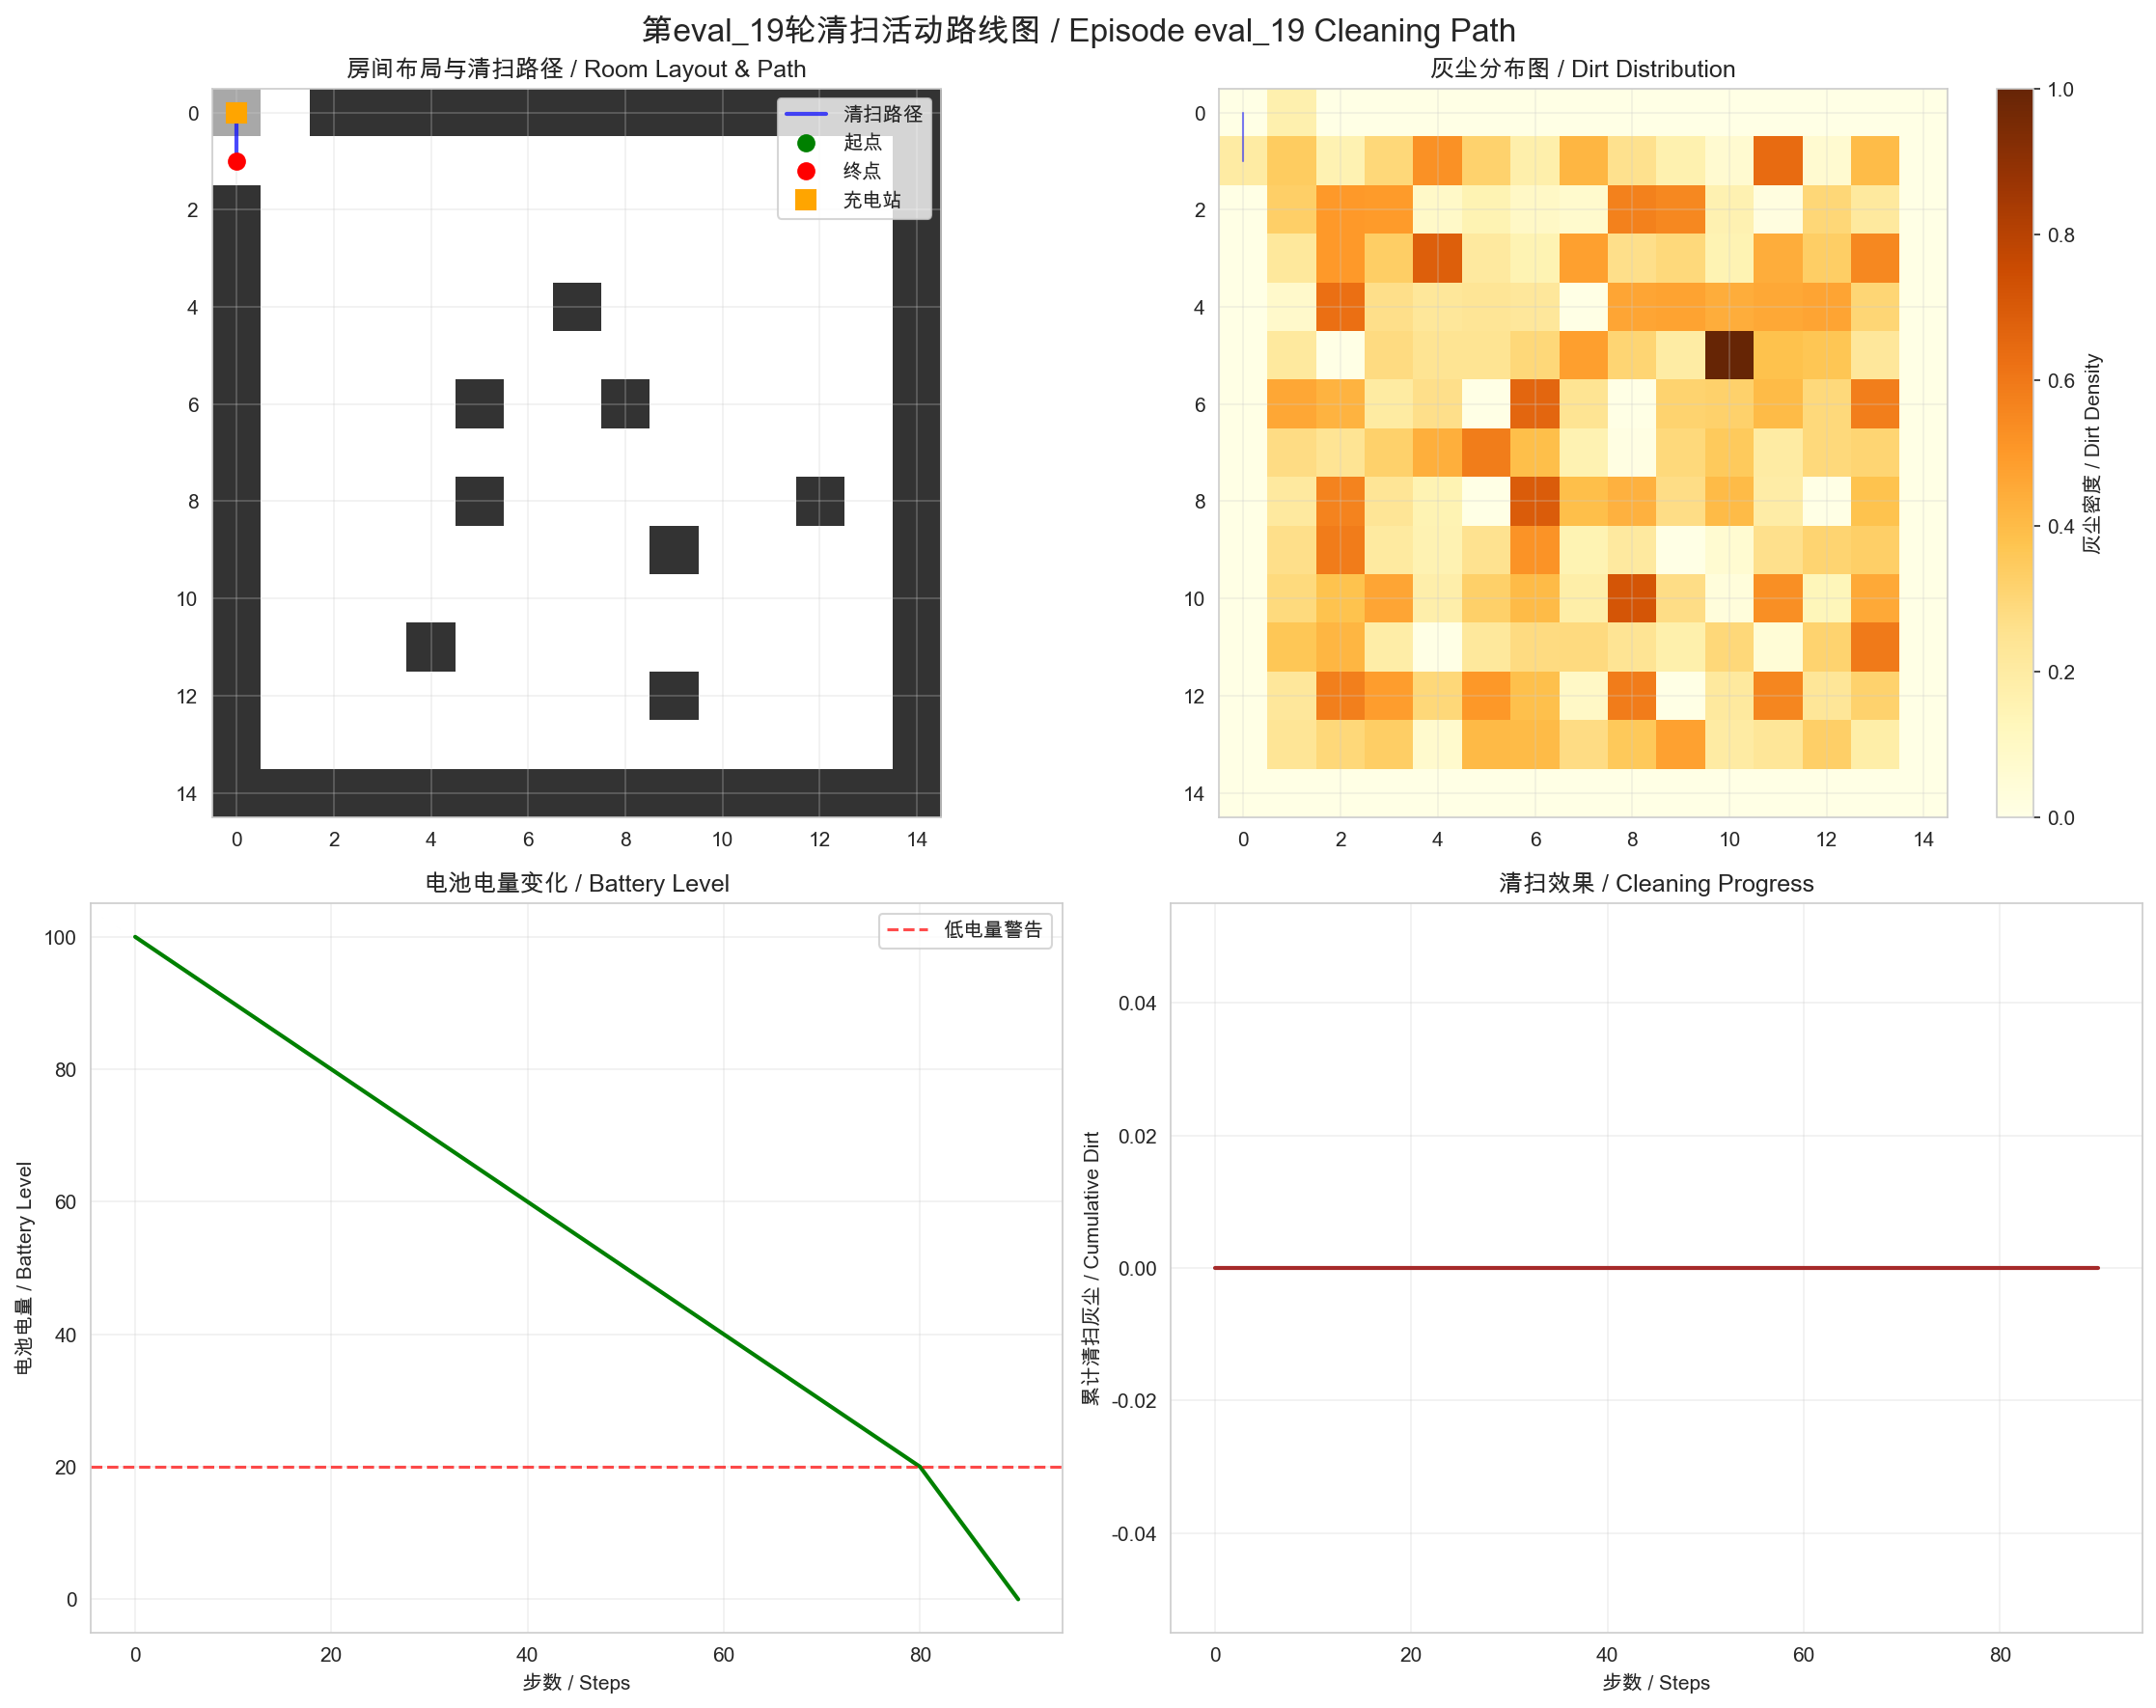 第eval_19轮清扫活动路线图 / Episode eval_19 Cleaning Path
房间布局与清扫路径 / Room Layout & Path
0
2
4
6
8
10
12
14
0 2 4 6 8 10 12 14
清扫路径
起点
终点
充电站
灰尘分布图 / Dirt Distribution
0
2
4
6
8
10
12
14
0 2 4 6 8 10 12 14
1.0
0.8
0.6
0.4
0.2
0.0
灰尘密度 / Dirt Density
电池电量变化 / Battery Level
电池电量 / Battery Level
100
80
60
40
20
0
0 20 40 60 80
步数 / Steps
低电量警告
清扫效果 / Cleaning Progress
累计清扫灰尘 / Cumulative Dirt
0.04
0.02
0.00
-0.02
-0.04
0 20 40 60 80
步数 / Steps